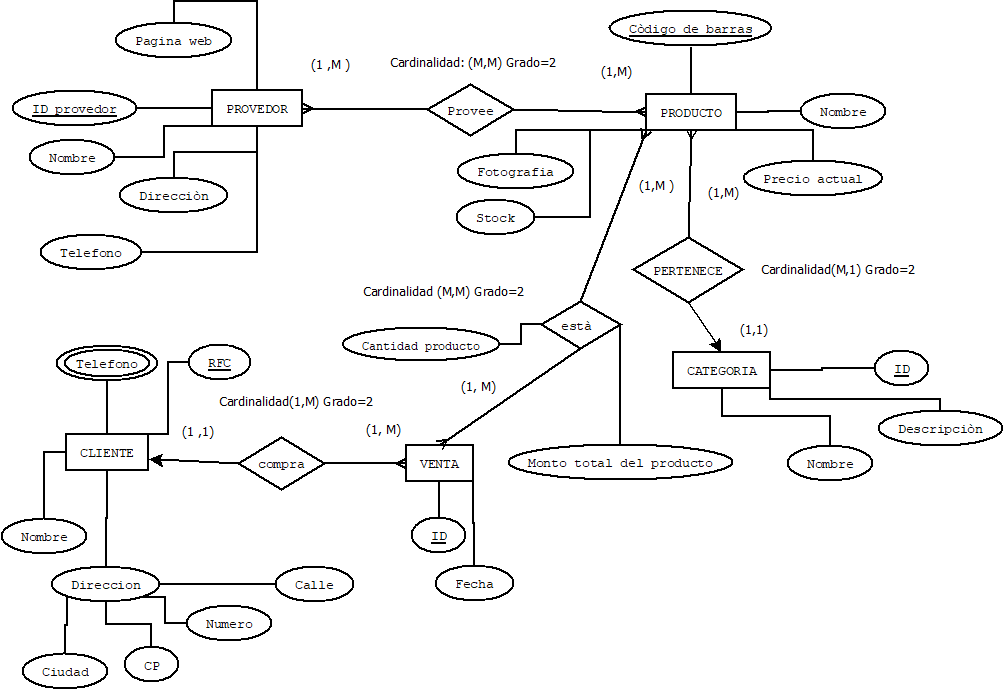 Pagina web
Còdigo de barras
(1 ,M )
Cardinalidad: (M,M) Grado=2
(1,M)
ID provedor
PROVEDOR
Provee
PRODUCTO
Nombre
Nombre
Fotografia
Precio actual
Direcciòn
(1,M )
(1,M)
Stock
Telefono
PERTENECE
Cardinalidad(M,1) Grado=2
Cardinalidad (M,M) Grado=2
està
Cantidad producto
(1,1)
Telefono
RFC
CATEGORIA
ID
(1, M)
Cardinalidad(1,M) Grado=2
(1 ,1)
(1, M)
Descripciòn
CLIENTE
compra
VENTA
Monto total del producto
Nombre
Nombre
ID
Direccion
Calle
Fecha
Numero
Ciudad
CP